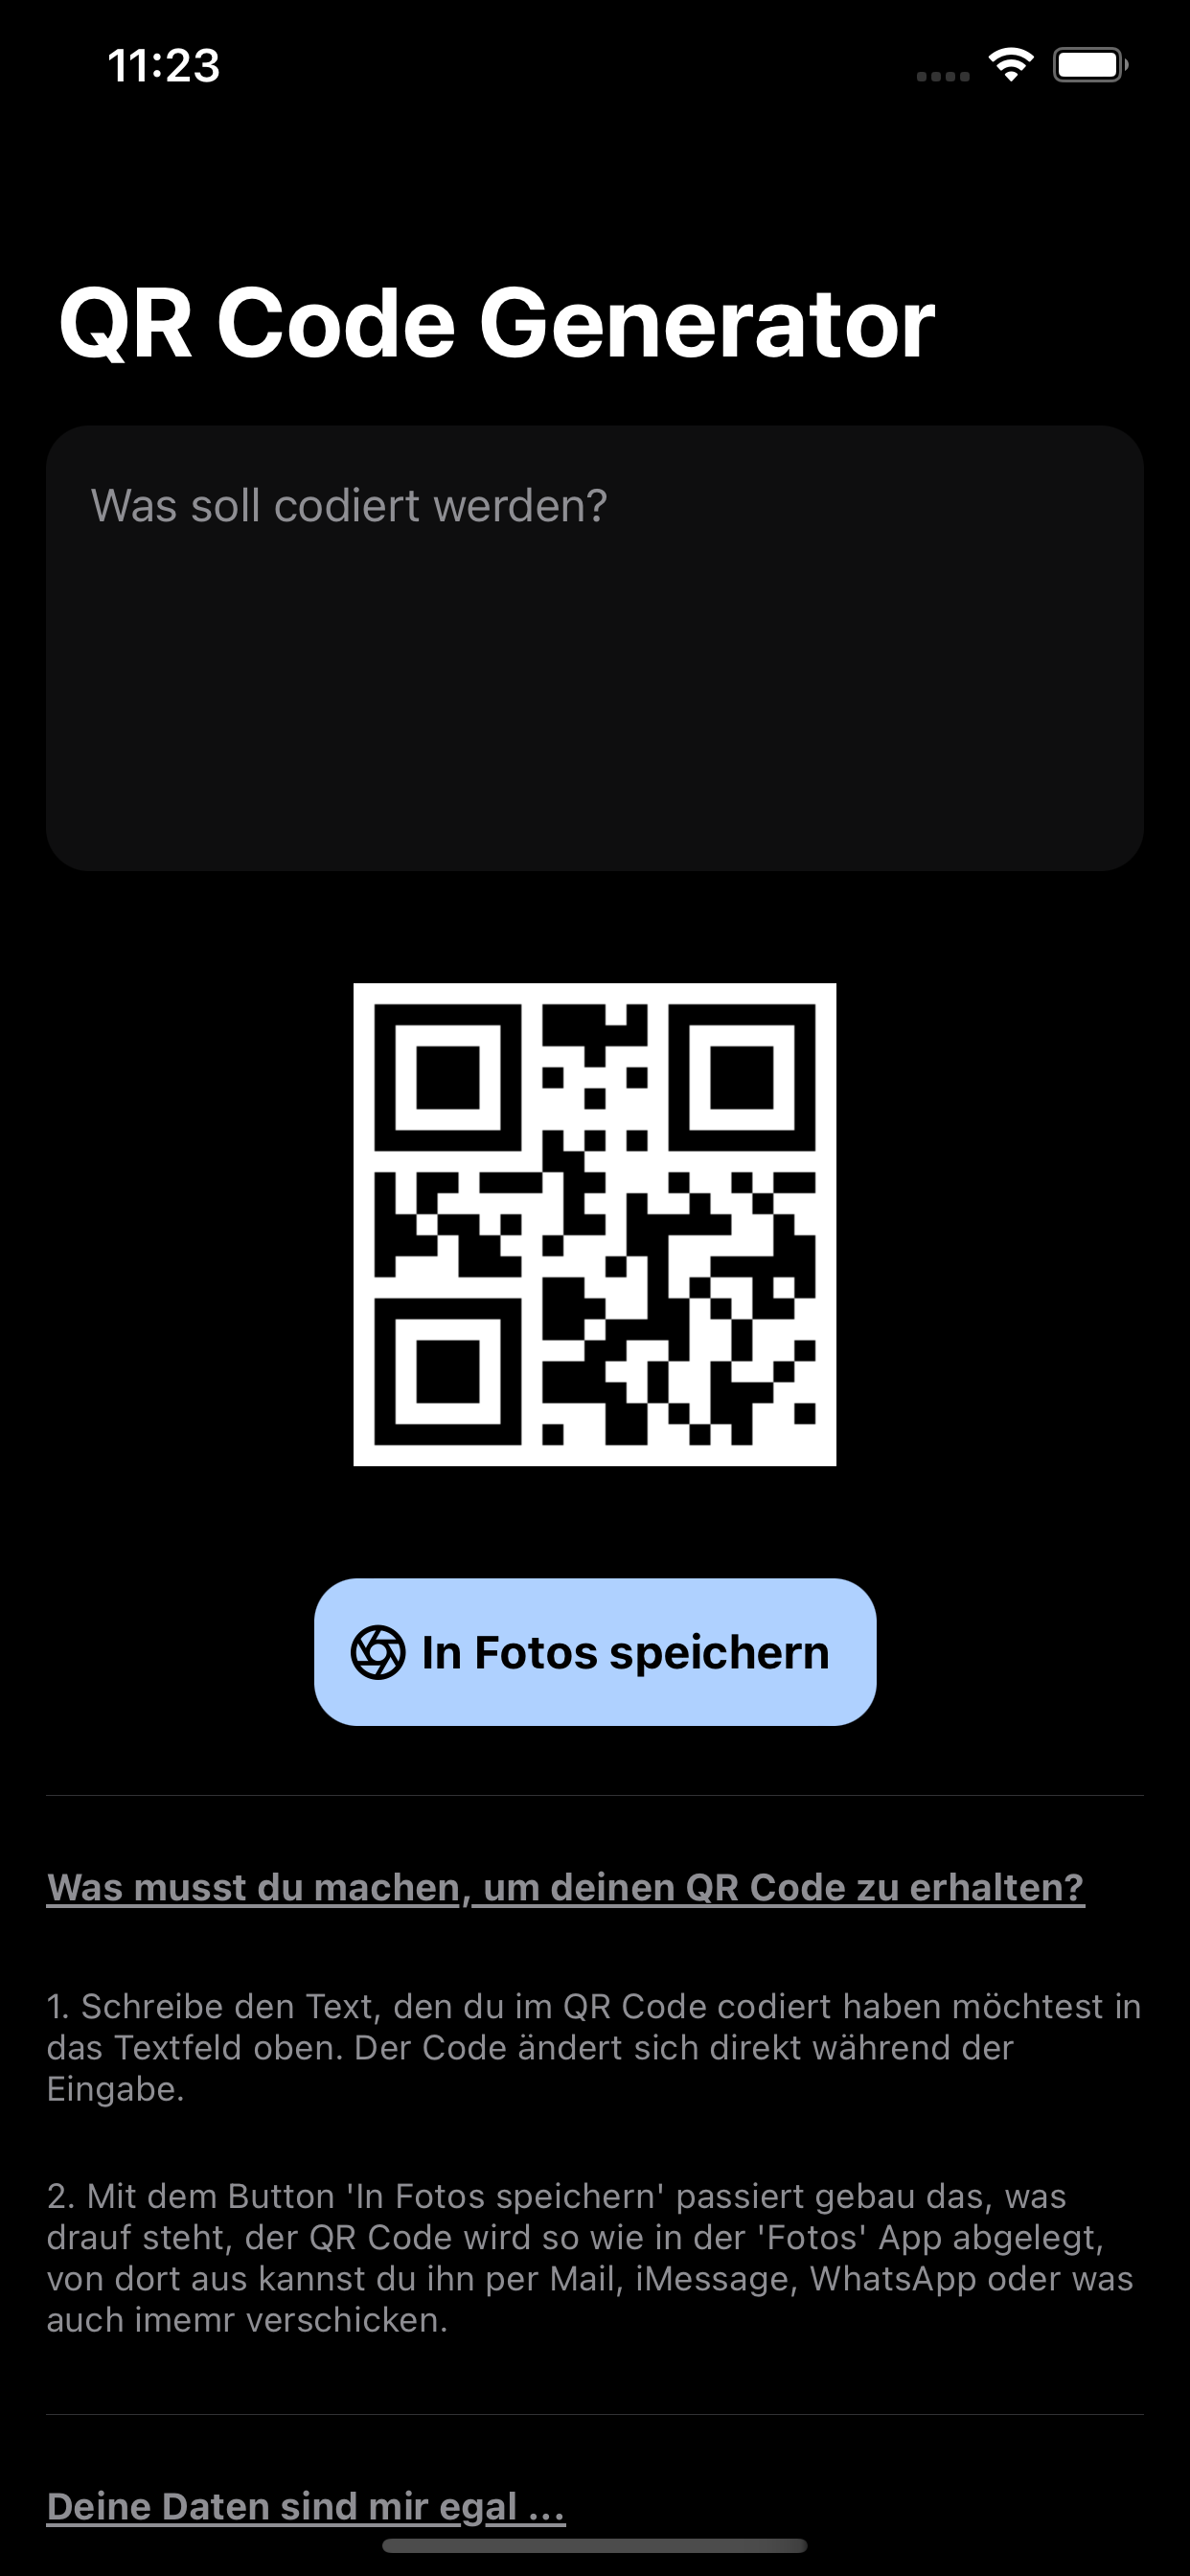 11:23
QR Code Generator
Was soll codiert werden?
In Fotos speichern
Was musst du machen, um deinen QR Code zu erhalten?
1. Schreibe den Text, den du im QR Code codiert haben möchtest in
das Textfeld oben. Der Code ändert sich direkt während der
Eingabe.
2. Mit dem Button 'In Fotos speichern' passiert gebau das, was
drauf steht, der QR Code wird so wie in der 'Fotos' App abgelegt,
von dort aus kannst du ihn per Mail, iMessage, WhatsApp oder was
auch imemr verschicken.
Deine Daten sind mir egal ...